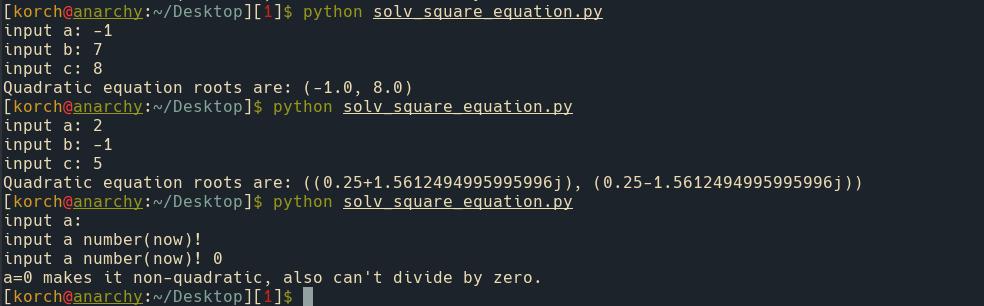 [korch@anarchy:~/Desktop][1]$ python solv_square_equation.py
input a: -1
input b: 7
input c: 8
Quadratic equation roots are: (-1.0, 8.0)
[korch@anarchy:~/Desktop]$ python solv_square_equation.py
input a: 2
input b: -1
input c: 5
Quadratic equation roots are: ((0.25+1.5612494995995996j), (0.25-1.5612494995995996j))
[korch@anarchy:~/Desktop]$ python solv_square_equation.py
input a:
input a number(now)!
input a number(now)! 0
a=0 makes it non-quadratic, also can't divide by zero.
[korch@anarchy:~/Desktop][1]$